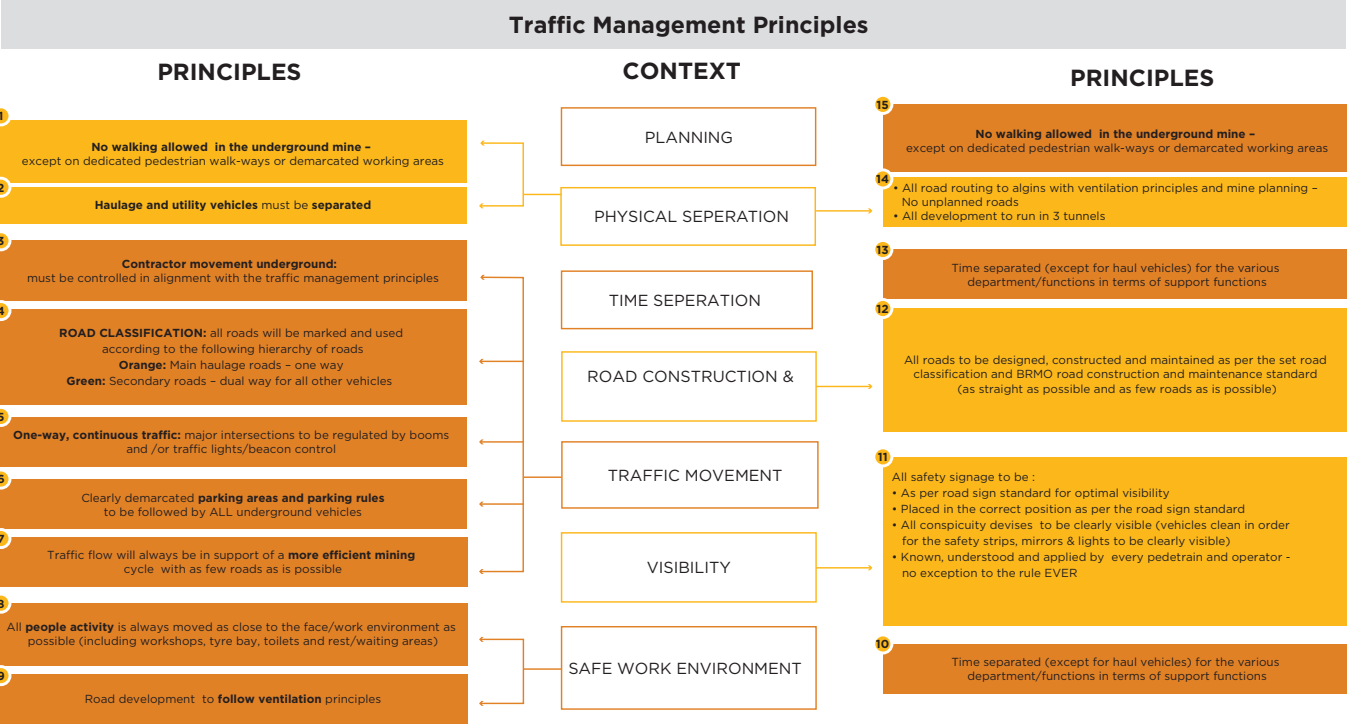 Traffic Management Principles
PRINCIPLES
1
No walking allowed in the underground mine –
except on dedicated pedestrian walk-ways or demarcated working areas
2
Haulage and utility vehicles must be separated
3
Contractor movement underground:
must be controlled in alignment with the traffic management principles
4
ROAD CLASSIFICATION: all roads will be marked and used
according to the following hierarchy of roads
Orange: Main haulage roads – one way
Green: Secondary roads – dual way for all other vehicles
5
One-way, continuous traffic: major intersections to be regulated by booms
and /or traffic lights/beacon control
6
Clearly demarcated parking areas and parking rules
to be followed by ALL underground vehicles
7
Traffic flow will always be in support of a more efficient mining
cycle with as few roads as is possible
8
All people activity is always moved as close to the face/work environment as
possible (including workshops, tyre bay, toilets and rest/waiting areas)
9
Road development to follow ventilation principles
CONTEXT
PLANNING
PHYSICAL SEPERATION
TIME SEPERATION
ROAD CONSTRUCTION &
TRAFFIC MOVEMENT
VISIBILITY
SAFE WORK ENVIRONMENT
PRINCIPLES
15
No walking allowed in the underground mine –
except on dedicated pedestrian walk-ways or demarcated working areas
14
• All road routing to algins with ventilation principles and mine planning –
No unplanned roads
• All development to run in 3 tunnels
13
Time separated (except for haul vehicles) for the various
department/functions in terms of support functions
12
All roads to be designed, constructed and maintained as per the set road
classification and BRMO road construction and maintenance standard
(as straight as possible and as few roads as is possible)
11
All safety signage to be :
• As per road sign standard for optimal visibility
• Placed in the correct position as per the road sign standard
• All conspicuity devises to be clearly visible (vehicles clean in order
for the safety strips, mirrors & lights to be clearly visible)
• Known, understood and applied by every pedetrain and operator -
no exception to the rule EVER
10
Time separated (except for haul vehicles) for the various
department/functions in terms of support functions